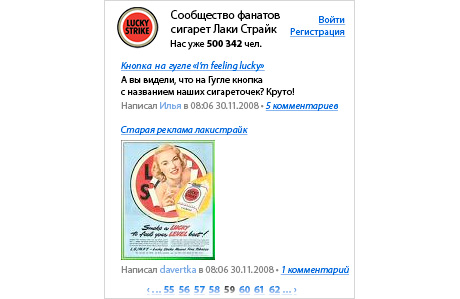 LUCKY
STRIKE
Сообщество фанатов
сигарет Лаки Страйк
Нас уже 500 342 чел.
Войти
Регистрация
Кнопка на гугле «I'm feeling lucky»
А вы видели, что на Гугле кнопка
с названием наших сигареточек? Круто!
Написал Илья в 08:06 30.11.2008 • 5 комментариев
Старая реклама лакистрайк
L S
Smoke a LUCKY
to feel your LEVEL best!
Написал davertka в 08:06 30.11.2008 • 1 комментарий
‹ ... 55 56 57 58 59 60 61 62 ... ›